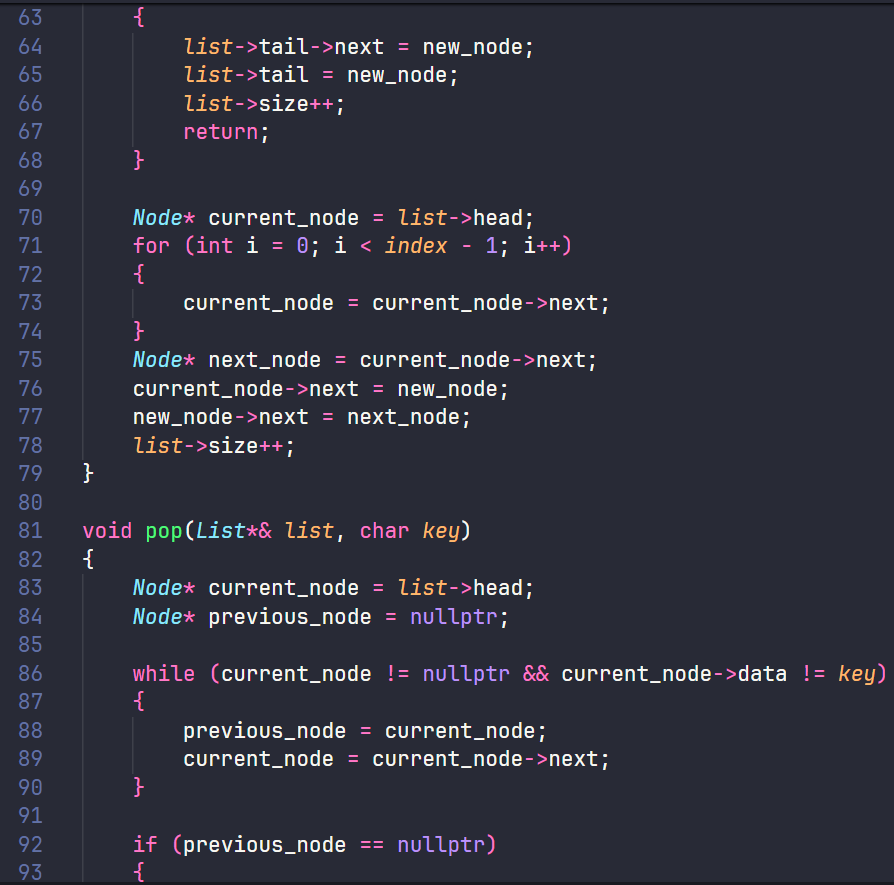 63 {
64 list->tail->next = new_node;
65 list->tail = new_node;
66 list->size++;
67 return;
68 }
69
70 Node* current_node = list->head;
71 for (int i = 0; i < index - 1; i++)
72 {
73 current_node = current_node->next;
74 }
75 Node* next_node = current_node->next;
76 current_node->next = new_node;
77 new_node->next = next_node;
78 list->size++;
79 }
80
81 void pop(List*& list, char key)
82 {
83 Node* current_node = list->head;
84 Node* previous_node = nullptr;
85
86 while (current_node != nullptr && current_node->data != key)
87 {
88 previous_node = current_node;
89 current_node = current_node->next;
90 }
91
92 if (previous_node == nullptr)
93 {